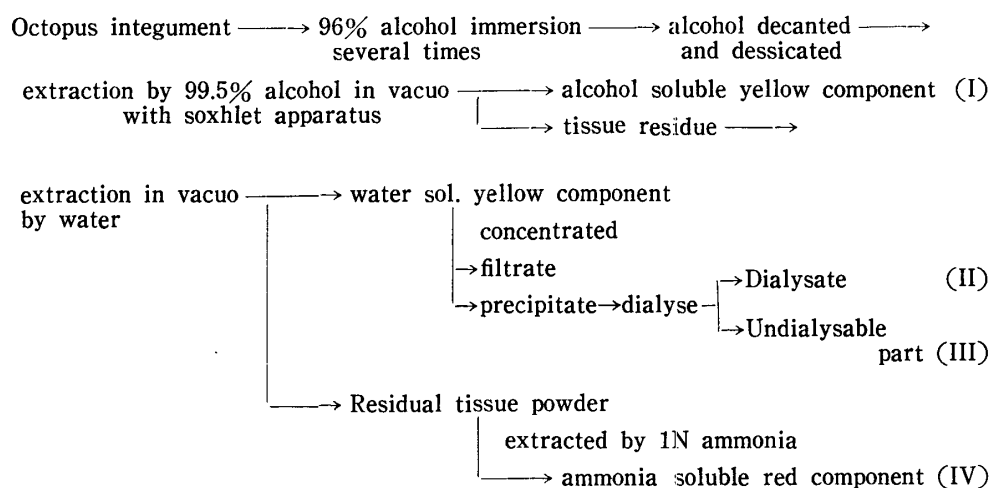 Octopus integument → 96% alcohol immersion → alcohol decanted →
several times and dessicated
extraction by 99.5% alcohol in vacuo → alcohol soluble yellow component (I)
with soxhlet apparatus
→ tissue residue →
extraction in vacuo → water sol. yellow component
by water
concentrated
→ filtrate
→ precipitate → dialyse → Dialysate (II)
→ Undialysable
part (III)
→ Residual tissue powder
extracted by 1N ammonia
→ ammonia soluble red component (IV)